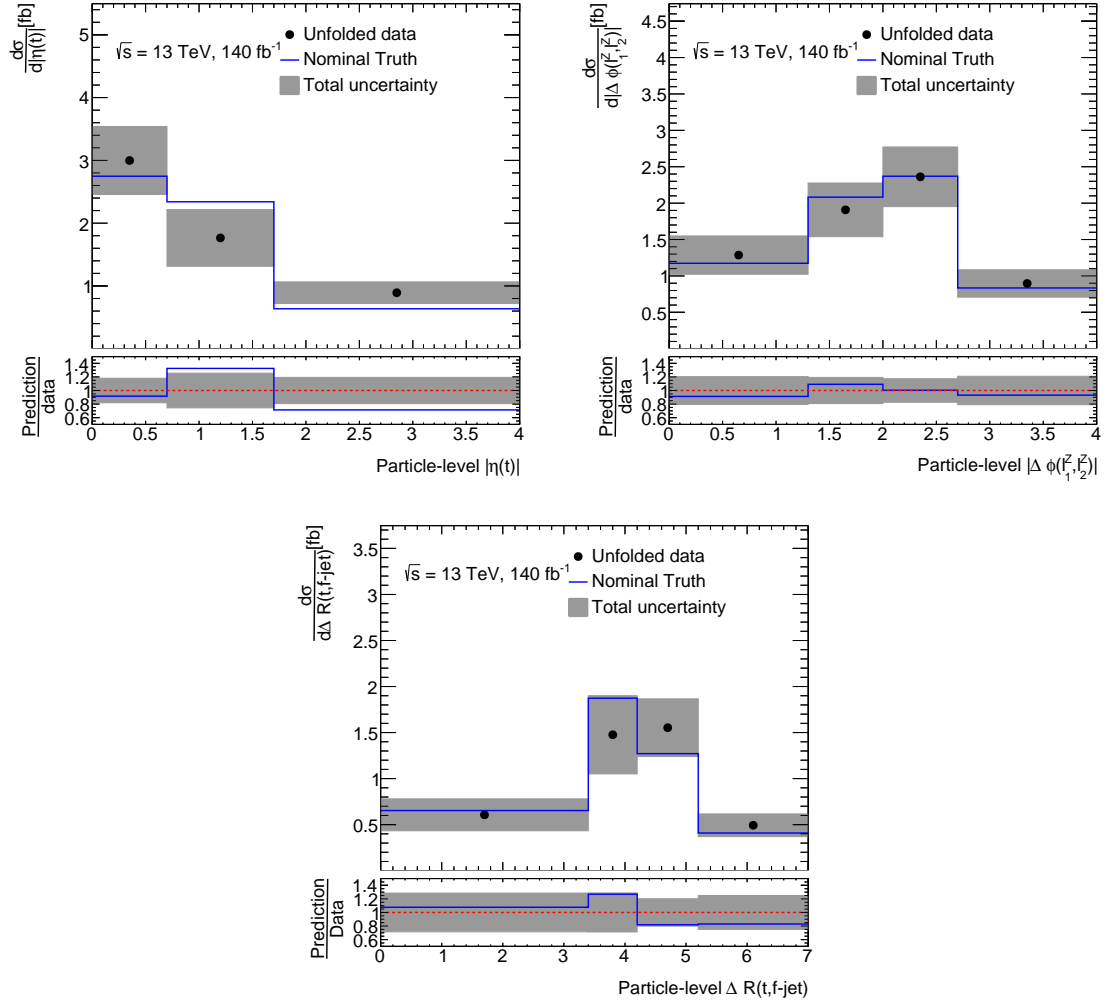 dσ/d|η(t)| [fb]
5
4
3
2
1
√s = 13 TeV, 140 fb⁻¹
Unfolded data
Nominal Truth
Total uncertainty
Prediction/data
1.4
1.2
1
0.8
0.6
0 0.5 1 1.5 2 2.5 3 3.5 4
Particle-level |η(t)|
dσ/d|Δ ϕ(l₁ᶻ,l₂ᶻ)| [fb]
4.5
4
3.5
3
2.5
2
1.5
1
0.5
√s = 13 TeV, 140 fb⁻¹
Unfolded data
Nominal Truth
Total uncertainty
Prediction/data
1.4
1.2
1
0.8
0.6
0 0.5 1 1.5 2 2.5 3 3.5 4
Particle-level |Δ ϕ(l₁ᶻ,l₂ᶻ)|
dσ/dΔ R(t,f-jet) [fb]
3.5
3
2.5
2
1.5
1
0.5
√s = 13 TeV, 140 fb⁻¹
Unfolded data
Nominal Truth
Total uncertainty
Prediction/Data
1.4
1.2
1
0.8
0.6
0 1 2 3 4 5 6 7
Particle-level Δ R(t,f-jet)